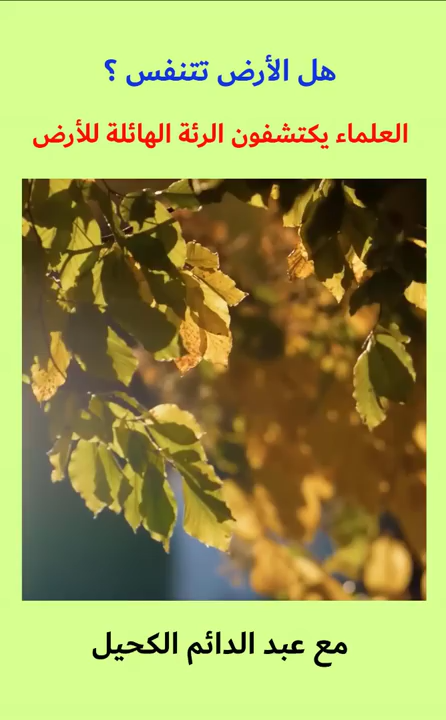 هل الأرض تتنفس ؟
العلماء يكتشفون الرئة الهائلة للأرض
مع عبد الدائم الكحيل